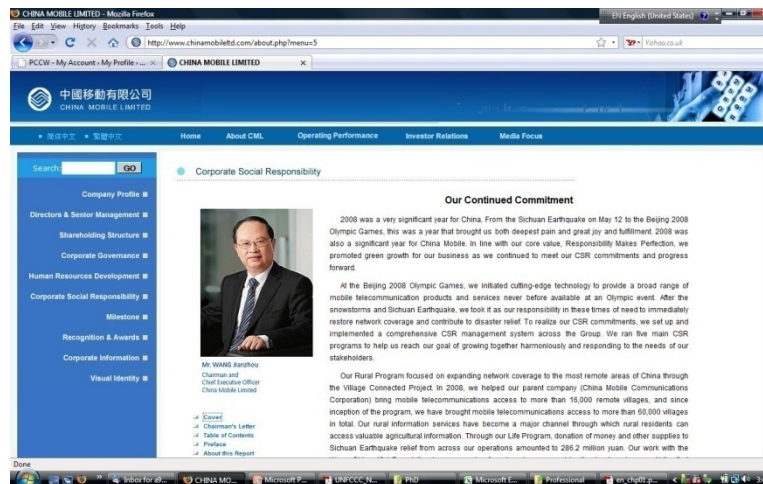 CHINA MOBILE LIMITED - Mozilla Firefox
EN English (United States)
File Edit View History Bookmarks Tools Help
http://www.chinamobileltd.com/about.php?menu=5
Yahoo.co.uk
PCCW - My Account › My Profile › ...
CHINA MOBILE LIMITED
中國移動有限公司
CHINA MOBILE LIMITED
简体中文 繁體中文
Home About CML Operating Performance Investor Relations Media Focus
Search: GO
Company Profile
Directors & Senior Management
Shareholding Structure
Corporate Governance
Human Resources Development
Corporate Social Responsibility
Milestone
Recognition & Awards
Corporate Information
Visual Identity
Corporate Social Responsibility
Mr. WANG Jianzhou
Chairman and
Chief Executive Officer
China Mobile Limited
Cover
Chairman's Letter
Table of Contents
Preface
About this Report
Our Continued Commitment
2008 was a very significant year for China. From the Sichuan Earthquake on May 12 to the Beijing 2008
Olympic Games, this was a year that brought us both deepest pain and great joy and fulfillment. 2008 was
also a significant year for China Mobile. In line with our core value, Responsibility Makes Perfection, we
promoted green growth for our business as we continued to meet our CSR commitments and progress
forward.
At the Beijing 2008 Olympic Games, we initiated cutting-edge technology to provide a broad range of
mobile telecommunication products and services never before available at an Olympic event. After the
snowstorms and Sichuan Earthquake, we took it as our responsibility in these times of need to immediately
restore network coverage and contribute to disaster relief. To realize our CSR commitments, we set up and
implemented a comprehensive CSR management system across the Group. We ran five main CSR
programs to help us reach our goal of growing together harmoniously and responding to the needs of our
stakeholders.
Our Rural Program focused on expanding network coverage to the most remote areas of China through
the Village Connected Project. In 2008, we helped our parent company (China Mobile Communications
Corporation) bring mobile telecommunications access to more than 16,000 remote villages, and since
inception of the program, we have brought mobile telecommunications access to more than 60,000 villages
in total. Our rural information services have become a major channel through which rural residents can
access valuable agricultural information. Through our Life Program, donation of money and other supplies to
Sichuan Earthquake relief from across our operations amounted to 286.2 million yuan. Our work with the
Done
Inbox for a9... CHINA MO... Microsoft P... UNFCCC_N... PhD Microsoft E... Professional en_chp01.p...